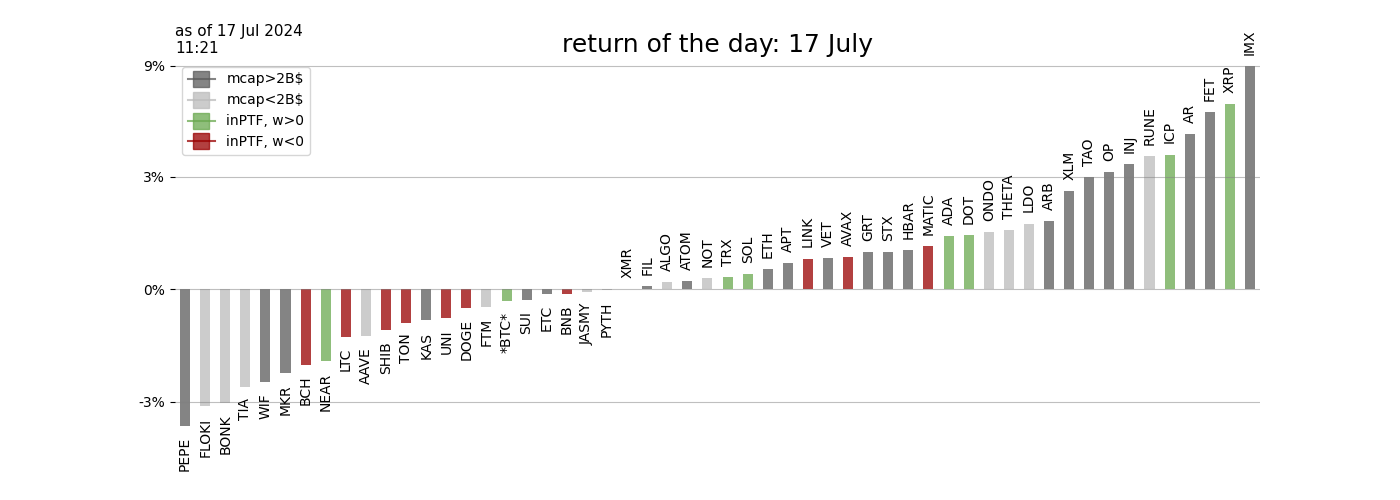 as of 17 Jul 2024
11:21
return of the day: 17 July
9%
3%
0%
-3%
mcap>2B$
mcap<2B$
inPTF, w>0
inPTF, w<0
PEPE
FLOKI
BONK
TIA
WIF
MKR
BCH
NEAR
LTC
AAVE
SHIB
TON
KAS
UNI
DOGE
FTM
*BTC*
SUI
ETC
BNB
JASMY
PYTH
XMR
FIL
ALGO
ATOM
NOT
TRX
SOL
ETH
APT
LINK
VET
AVAX
GRT
STX
HBAR
MATIC
ADA
DOT
ONDO
THETA
LDO
ARB
XLM
TAO
OP
INJ
RUNE
ICP
AR
FET
XRP
IMX